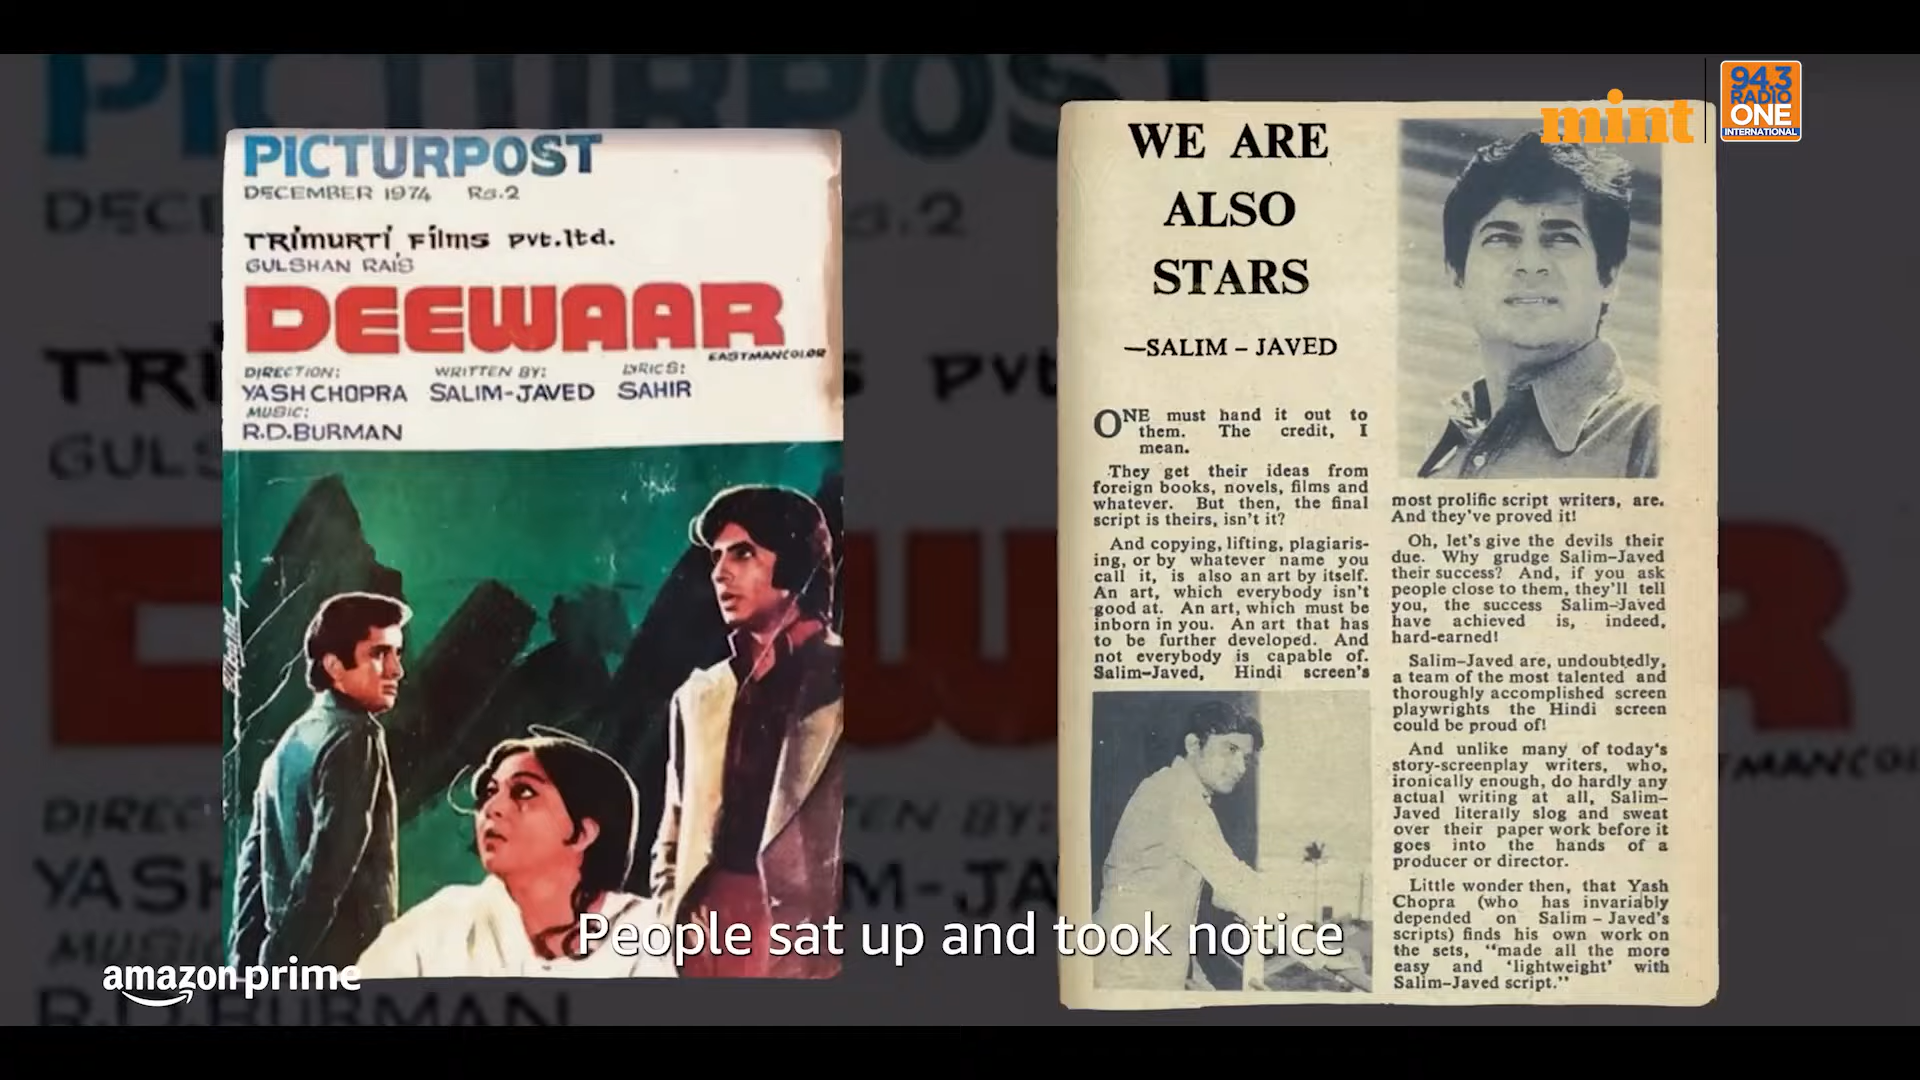 PICTURPOST
DECEMBER 1974 Rs.2
TRIMURTI FILMS PVT.LTD.
GULSHAN RAIS
DEEWAAR
EASTMANCOLOR
DIRECTION: WRITTEN BY: LYRICS:
YASH CHOPRA SALIM-JAVED SAHIR
MUSIC:
R.D.BURMAN
WE ARE
ALSO
STARS
—SALIM – JAVED
ONE must hand it out to
them. The credit, I
mean.
They get their ideas from
foreign books, novels, films and
whatever. But then, the final
script is theirs, isn't it?
And copying, lifting, plagiaris-
ing, or by whatever name you
call it, is also an art by itself.
An art, which everybody isn't
good at. An art, which must be
inborn in you. An art that has
to be further developed. And
not everybody is capable of.
Salim–Javed, Hindi screen's
most prolific script writers, are.
And they've proved it!
Oh, let's give the devils their
due. Why grudge Salim-Javed
their success? And, if you ask
people close to them, they'll tell
you, the success Salim-Javed
have achieved is, indeed,
hard-earned!
Salim–Javed are, undoubtedly,
a team of the most talented and
thoroughly accomplished screen
playwrights the Hindi screen
could be proud of!
And unlike many of today's
story-screenplay writers, who,
ironically enough, do hardly any
actual writing at all, Salim-
Javed literally slog and sweat
over their paper work before it
goes into the hands of a
producer or director.
Little wonder then, that Yash
Chopra (who has invariably
depended on Salim – Javed's
scripts) finds his own work on
the sets, "made all the more
easy and 'lightweight' with
Salim-Javed script."
mint
94.3
RADIO
ONE
INTERNATIONAL
People sat up and took notice
amazon prime